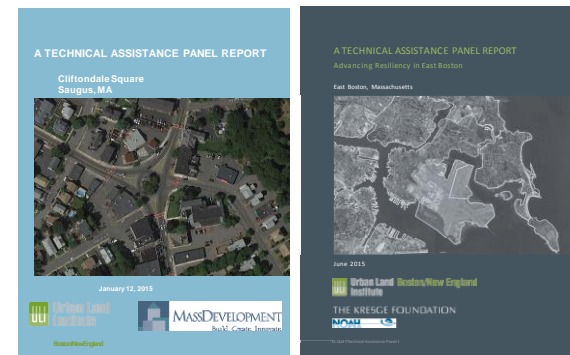 A TECHNICAL ASSISTANCE PANEL REPORT
Cliftondale Square
Saugus, MA
January 12, 2015
ULI Urban Land
Institute
Boston/New England
MASSDEVELOPMENT
Build. Create. Innovate.
A TECHNICAL ASSISTANCE PANEL REPORT
Advancing Resiliency in East Boston
East Boston, Massachusetts
June 2015
ULI Urban Land Boston/New England
Institute
THE KRESGE FOUNDATION
NOAH